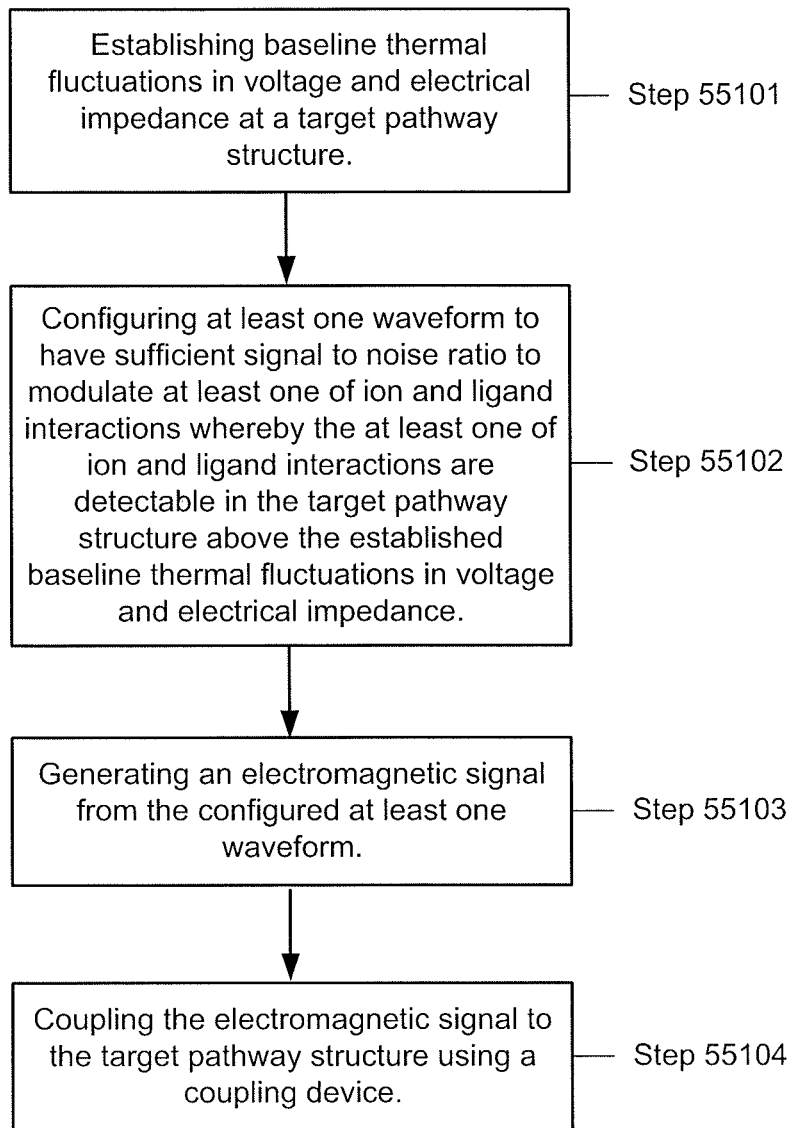 Establishing baseline thermal
fluctuations in voltage and electrical
impedance at a target pathway
structure.
Step 55101
Configuring at least one waveform to
have sufficient signal to noise ratio to
modulate at least one of ion and ligand
interactions whereby the at least one of
ion and ligand interactions are
detectable in the target pathway
structure above the established
baseline thermal fluctuations in voltage
and electrical impedance.
Step 55102
Generating an electromagnetic signal
from the configured at least one
waveform.
Step 55103
Coupling the electromagnetic signal to
the target pathway structure using a
coupling device.
Step 55104